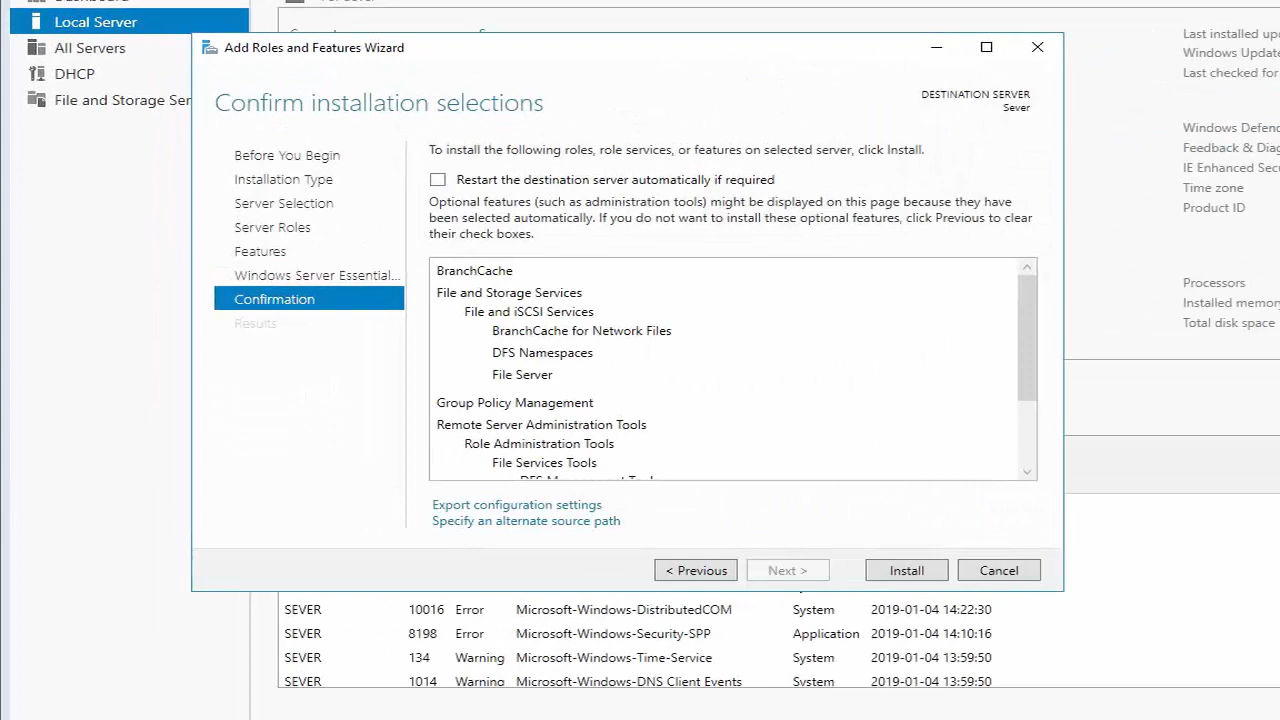 Local Server
All Servers
DHCP
File and Storage Ser
Add Roles and Features Wizard
Confirm installation selections
DESTINATION SERVER
Sever
Before You Begin
Installation Type
Server Selection
Server Roles
Features
Windows Server Essential...
Confirmation
Results
To install the following roles, role services, or features on selected server, click Install.
Restart the destination server automatically if required
Optional features (such as administration tools) might be displayed on this page because they have
been selected automatically. If you do not want to install these optional features, click Previous to clear
their check boxes.
BranchCache
File and Storage Services
File and iSCSI Services
BranchCache for Network Files
DFS Namespaces
File Server
Group Policy Management
Remote Server Administration Tools
Role Administration Tools
File Services Tools
Export configuration settings
Specify an alternate source path
< Previous Next > Install Cancel
Last installed up
Windows Update
Last checked for
Windows Defend
Feedback & Diag
IE Enhanced Sec
Time zone
Product ID
Processors
Installed memory
Total disk space
SEVER 10016 Error Microsoft-Windows-DistributedCOM System 2019-01-04 14:22:30
SEVER 8198 Error Microsoft-Windows-Security-SPP Application 2019-01-04 14:10:16
SEVER 134 Warning Microsoft-Windows-Time-Service System 2019-01-04 13:59:50
SEVER 1014 Warning Microsoft-Windows-DNS Client Events System 2019-01-04 13:59:50